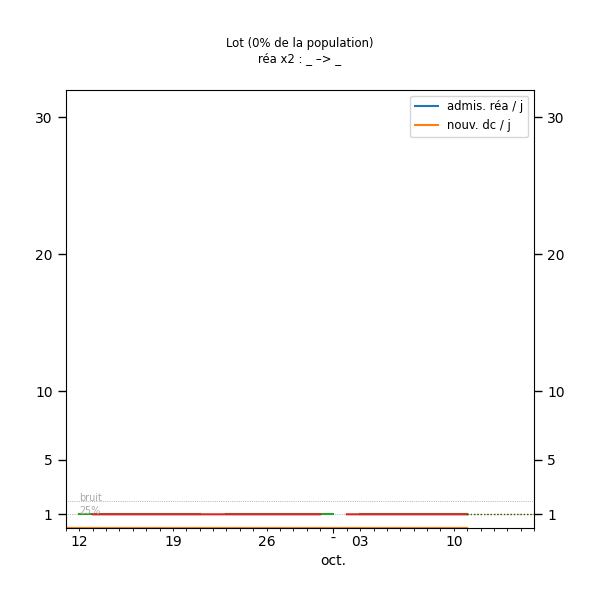 Lot (0% de la population)
réa x2 : _ –> _
admis. réa / j
nouv. dc / j
30 30
20 20
10 10
5 5
bruit
25%
1 1
12 19 26 - 03 10
oct.